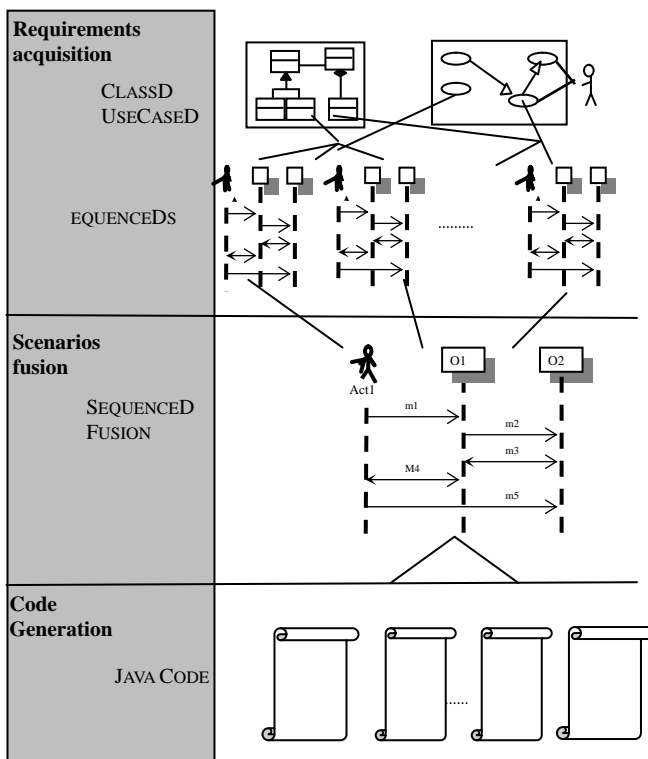 Requirements
acquisition
CLASSD
USECASED
EQUENCEDS
.........
Scenarios
fusion
SEQUENCED
FUSION
Act1
O1
O2
m1
m2
m3
M4
m5
Code
Generation
JAVA CODE
......